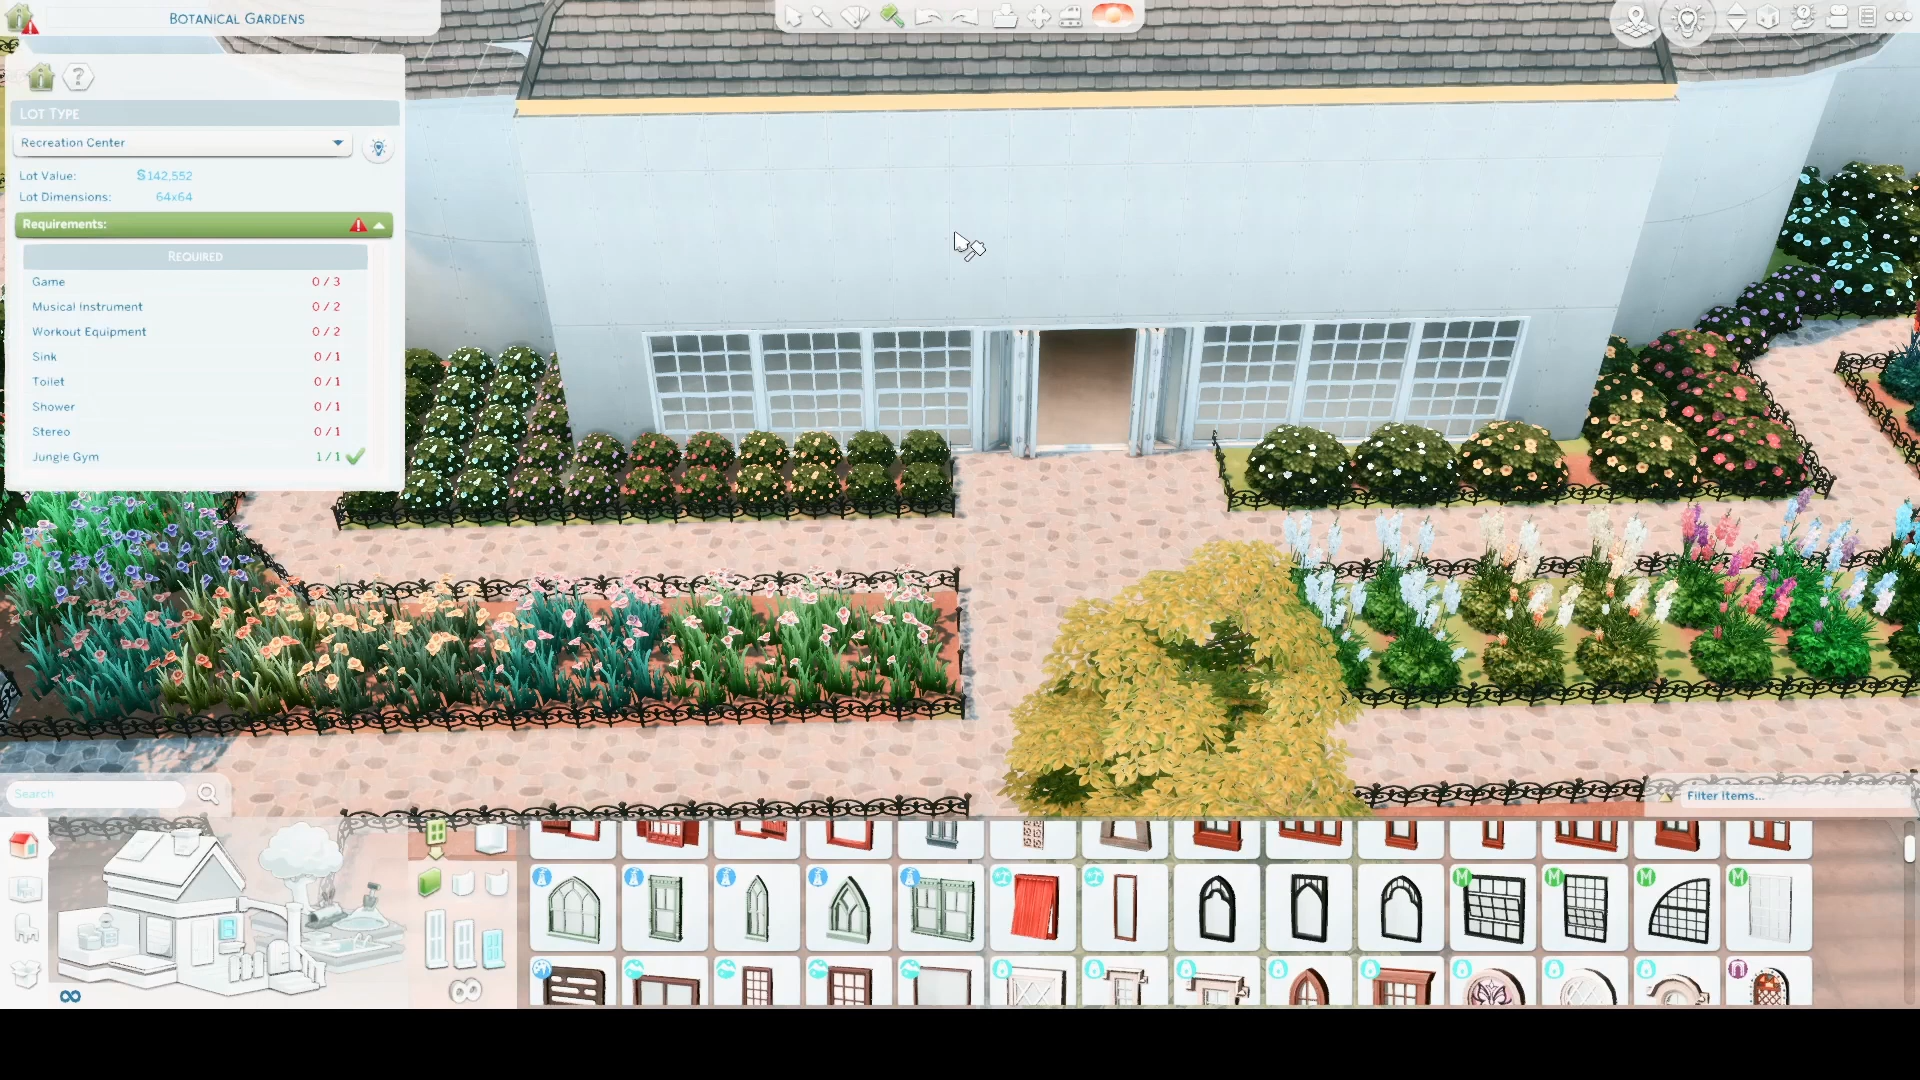 BOTANICAL GARDENS
?
LOT TYPE
Recreation Center
Lot Value: §142,552
Lot Dimensions: 64x64
Requirements:
REQUIRED
Game 0 / 3
Musical Instrument 0 / 2
Workout Equipment 0 / 2
Sink 0 / 1
Toilet 0 / 1
Shower 0 / 1
Stereo 0 / 1
Jungle Gym 1 / 1
Search
Filter Items...
M M M M